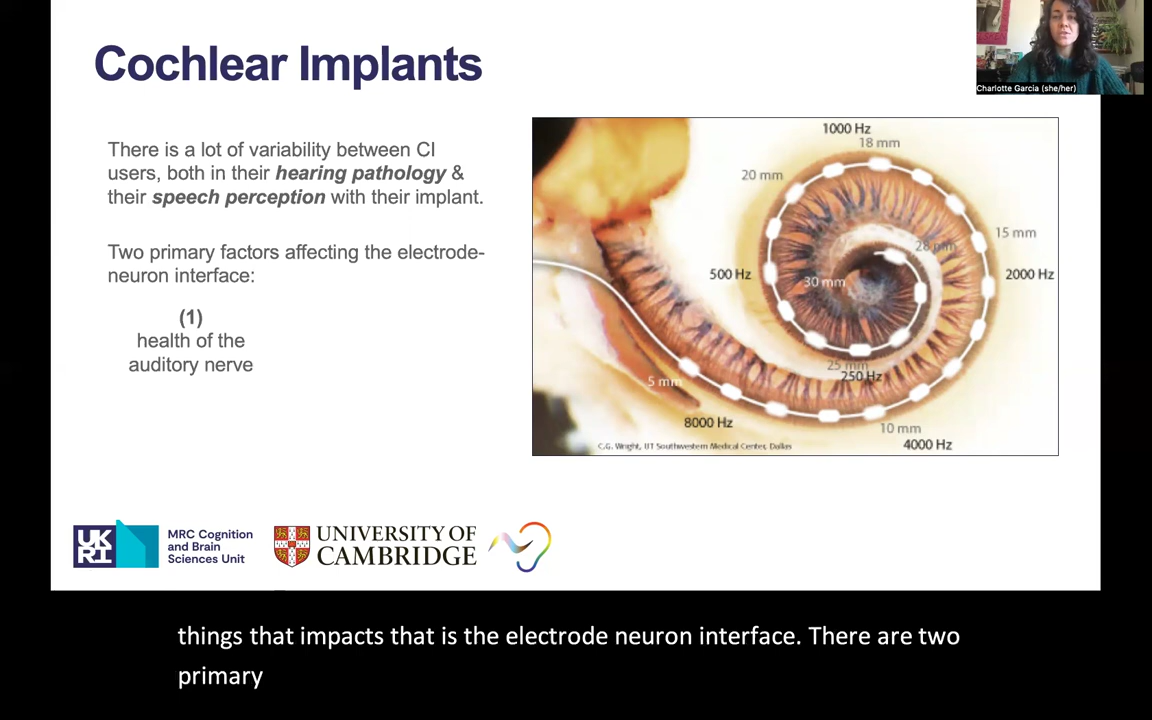 Cochlear Implants
Charlotte Garcia (she/her)
There is a lot of variability between CI
users, both in their hearing pathology &
their speech perception with their implant.
Two primary factors affecting the electrode-
neuron interface:
(1)
health of the
auditory nerve
1000 Hz
18 mm
20 mm
15 mm
28 mm
500 Hz
2000 Hz
30 mm
25 mm
250 Hz
5 mm
8000 Hz
10 mm
4000 Hz
C.G. Wright, UT Southwestern Medical Center, Dallas
UK
RI
MRC Cognition
and Brain
Sciences Unit
UNIVERSITY OF
CAMBRIDGE
things that impacts that is the electrode neuron interface. There are two
primary